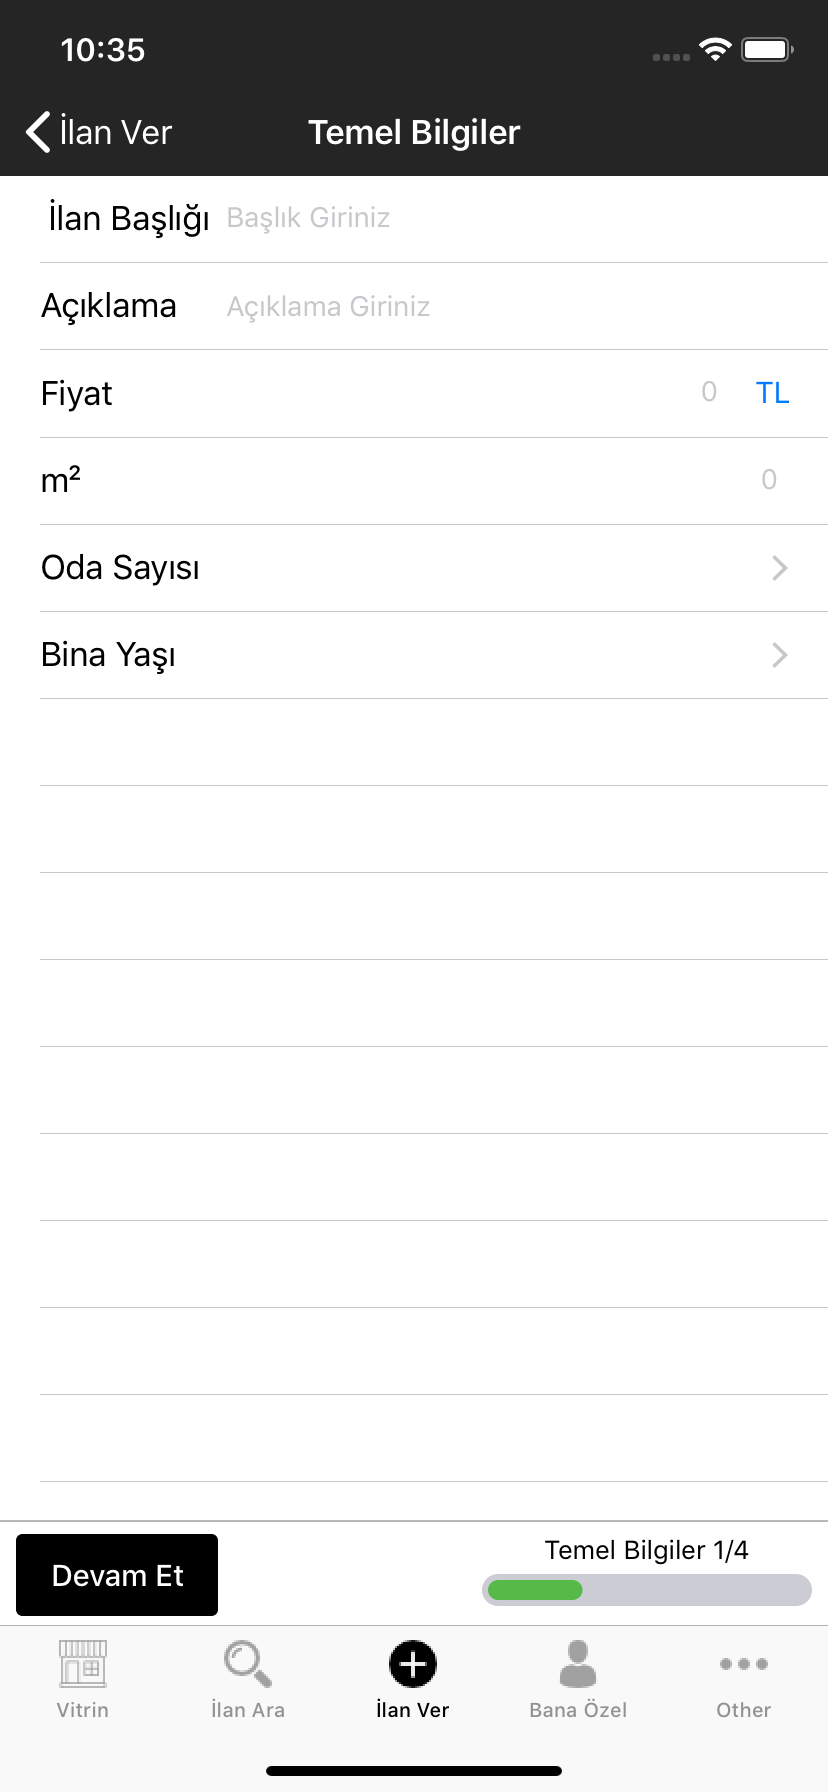 10:35
İlan Ver
Temel Bilgiler
İlan Başlığı Başlık Giriniz
Açıklama Açıklama Giriniz
Fiyat 0 TL
m² 0
Oda Sayısı
Bina Yaşı
Devam Et
Temel Bilgiler 1/4
Vitrin
İlan Ara
İlan Ver
Bana Özel
Other